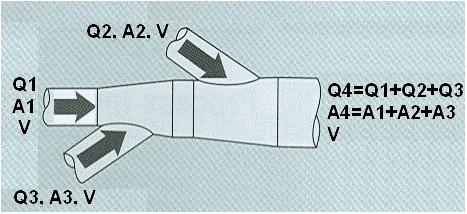 Q2, A2, V
Q1
A1
V
Q4=Q1+Q2+Q3
A4=A1+A2+A3
V
Q3, A3, V